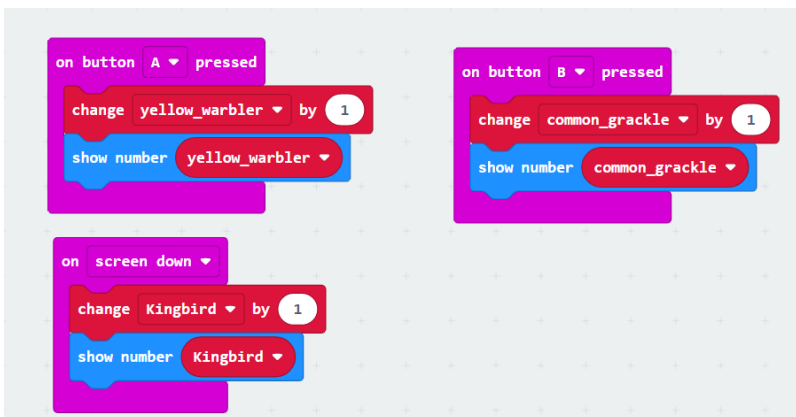 on button A pressed
change yellow_warbler by 1
show number yellow_warbler
on button B pressed
change common_grackle by 1
show number common_grackle
on screen down
change Kingbird by 1
show number Kingbird